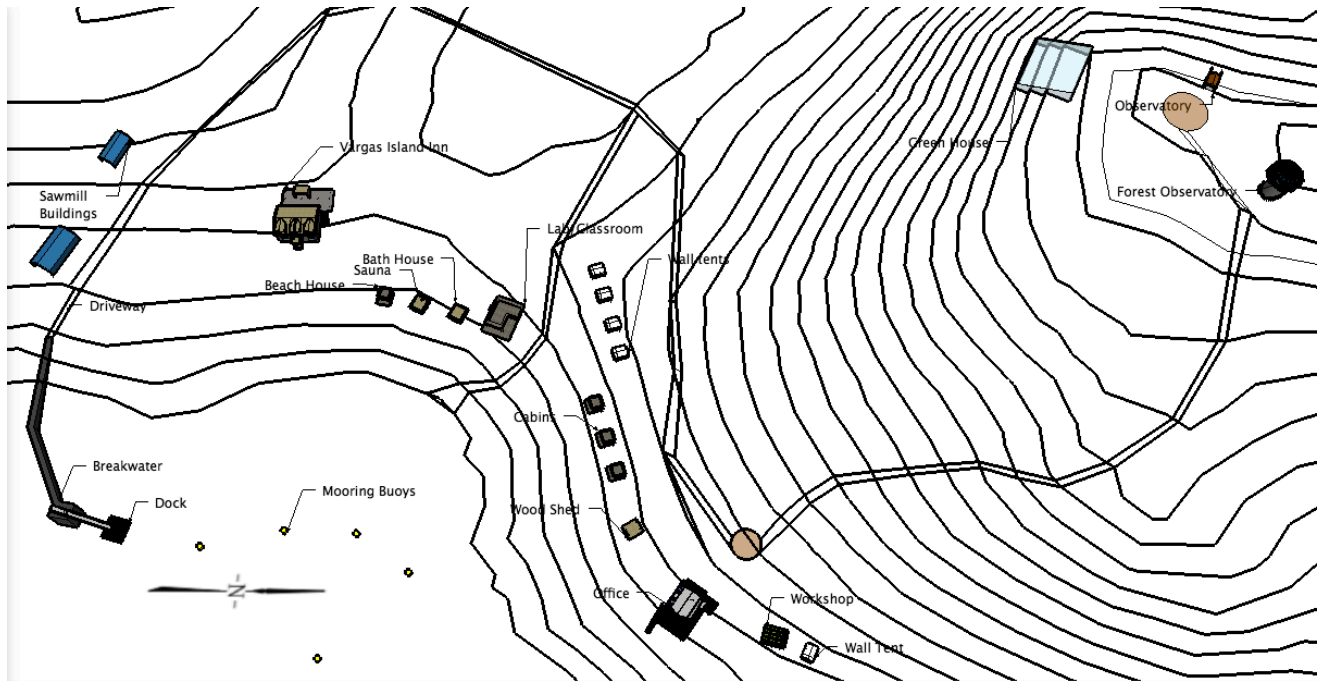 Observatory
Green House
Vargas Island Inn
Forest Observatory
Sawmill
Buildings
Lab/Classroom
Bath House
Wall tents
Sauna
Beach House
Driveway
Cabins
Breakwater
Mooring Buoys
Dock
Wood Shed
N
Office
Workshop
Wall Tent